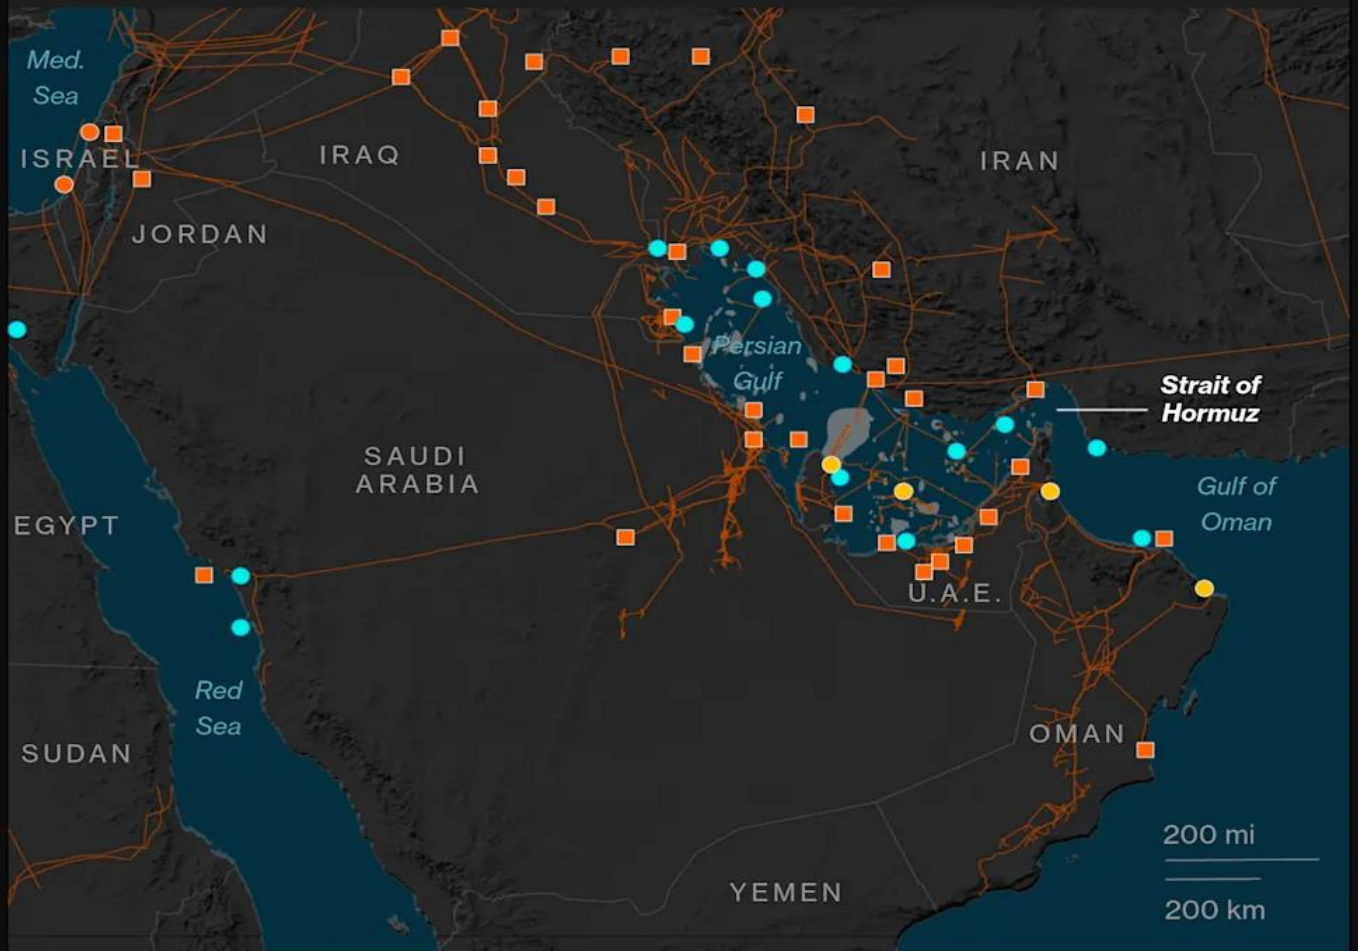 Med.
Sea
ISRAEL
IRAQ
IRAN
JORDAN
Persian
Gulf
Strait of
Hormuz
SAUDI
ARABIA
Gulf of
Oman
EGYPT
U.A.E.
Red
Sea
SUDAN
OMAN
200 mi
YEMEN
200 km